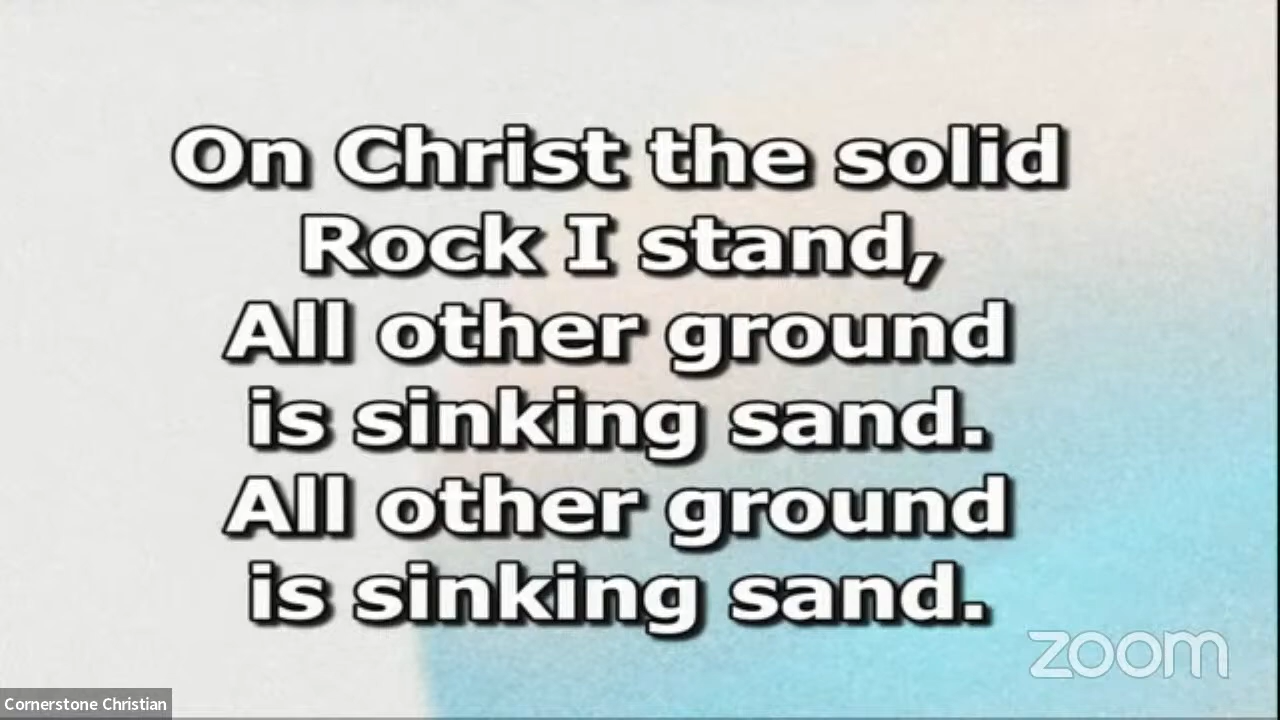 On Christ the solid
Rock I stand,
All other ground
is sinking sand.
All other ground
is sinking sand.
zoom
Cornerstone Christian